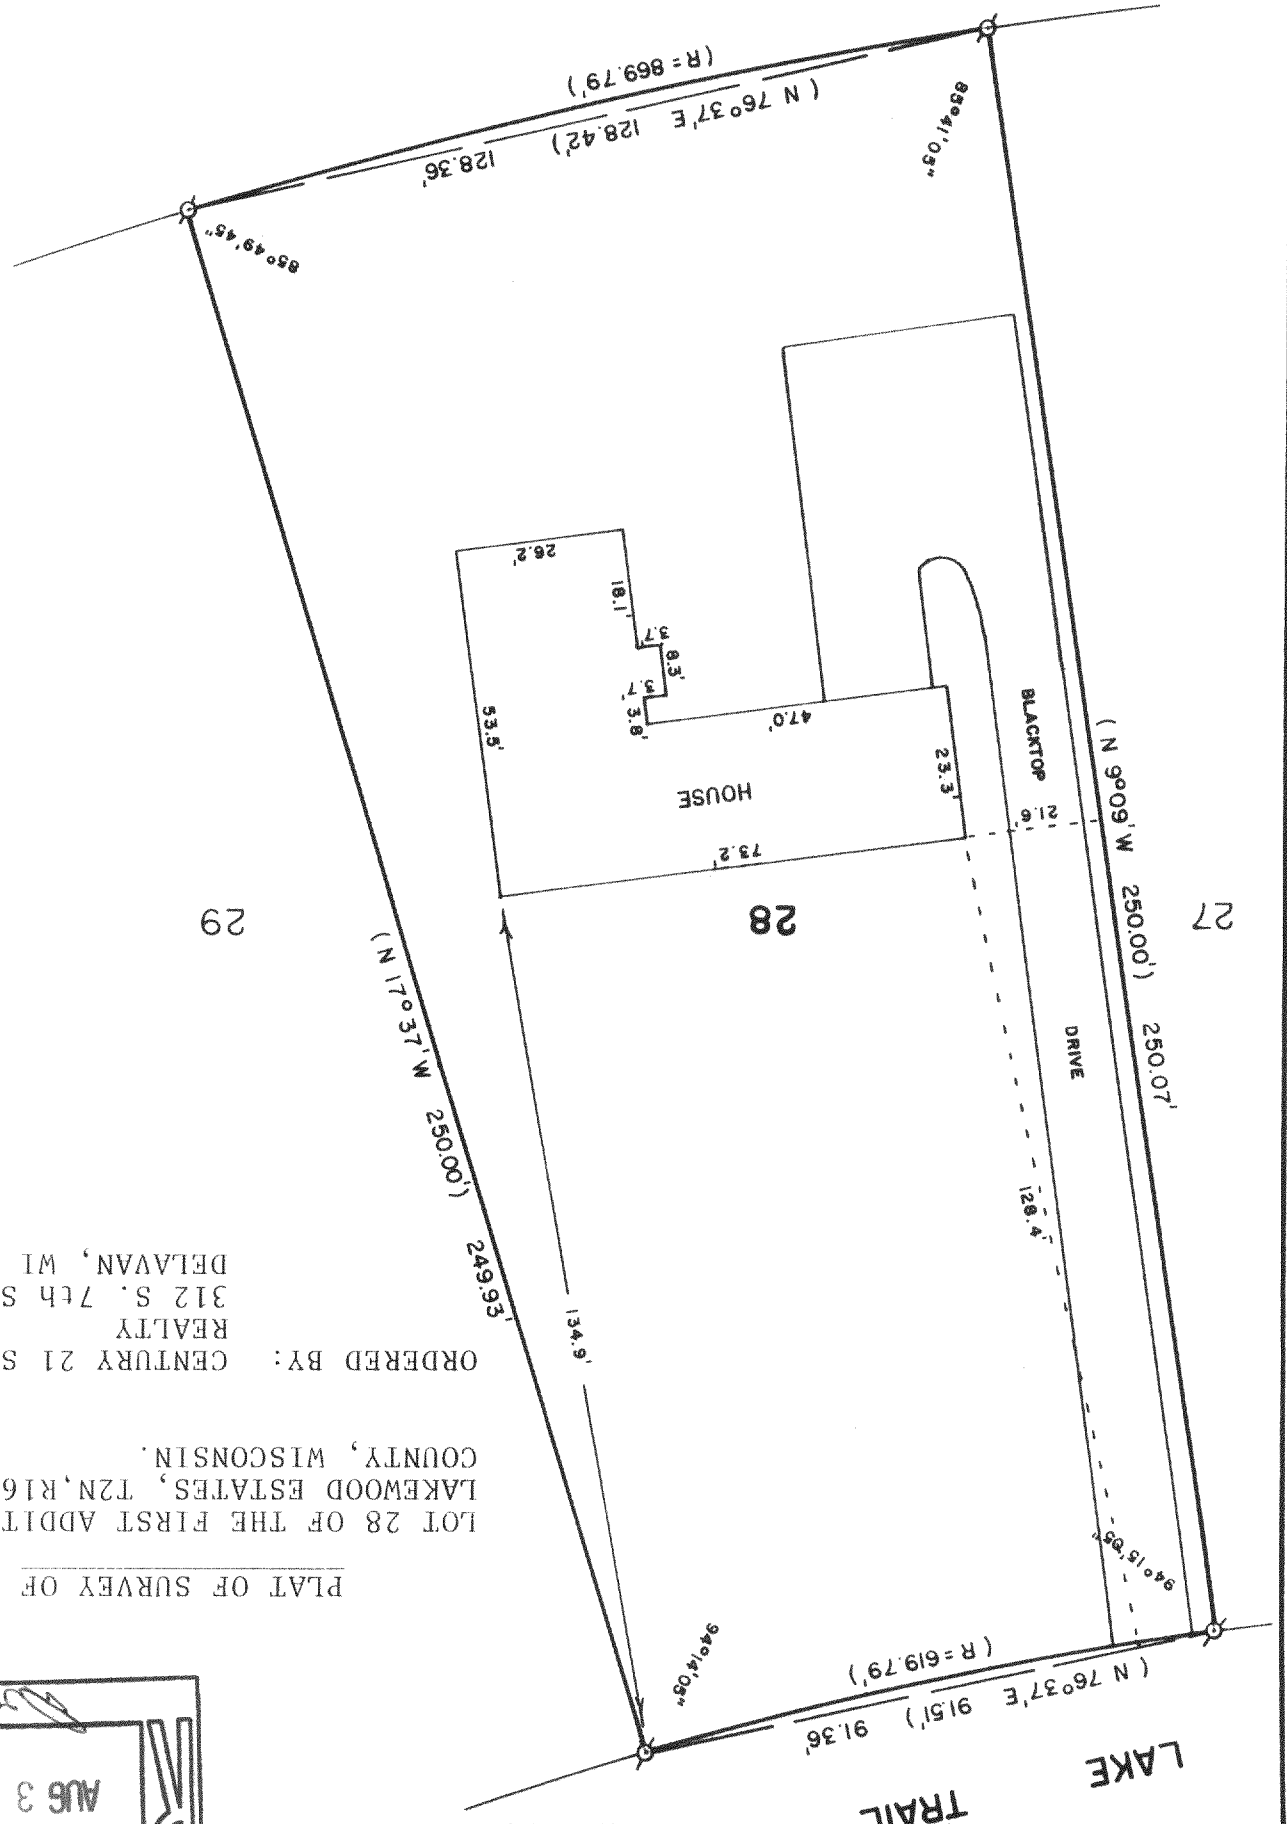 AUG 3
PLAT OF SURVEY OF
LOT 28 OF THE FIRST ADDIT
LAKEWOOD ESTATES, T2N,R16
COUNTY, WISCONSIN.
ORDERED BY: CENTURY 21 S
REALTY
312 S. 7th S
DELAVAN, WI
LAKE
TRAIL
( N 76°37'E 91.51') 91.36'
( R = 619.79')
94°15'05"
94°14'05"
134.9'
128.4'
249.93'
( N 17°37'W 250.00')
( N 9°09'W 250.00') 250.07'
DRIVE
27
28
29
73.2'
HOUSE
21.6'
BLACKTOP
23.3'
47.0'
3.8'
3.7'
8.3'
3.7'
18.1'
53.5'
26.2'
85°49'45"
85°41'05"
( N 76°37'E 128.42') 128.36'
( R = 869.79')